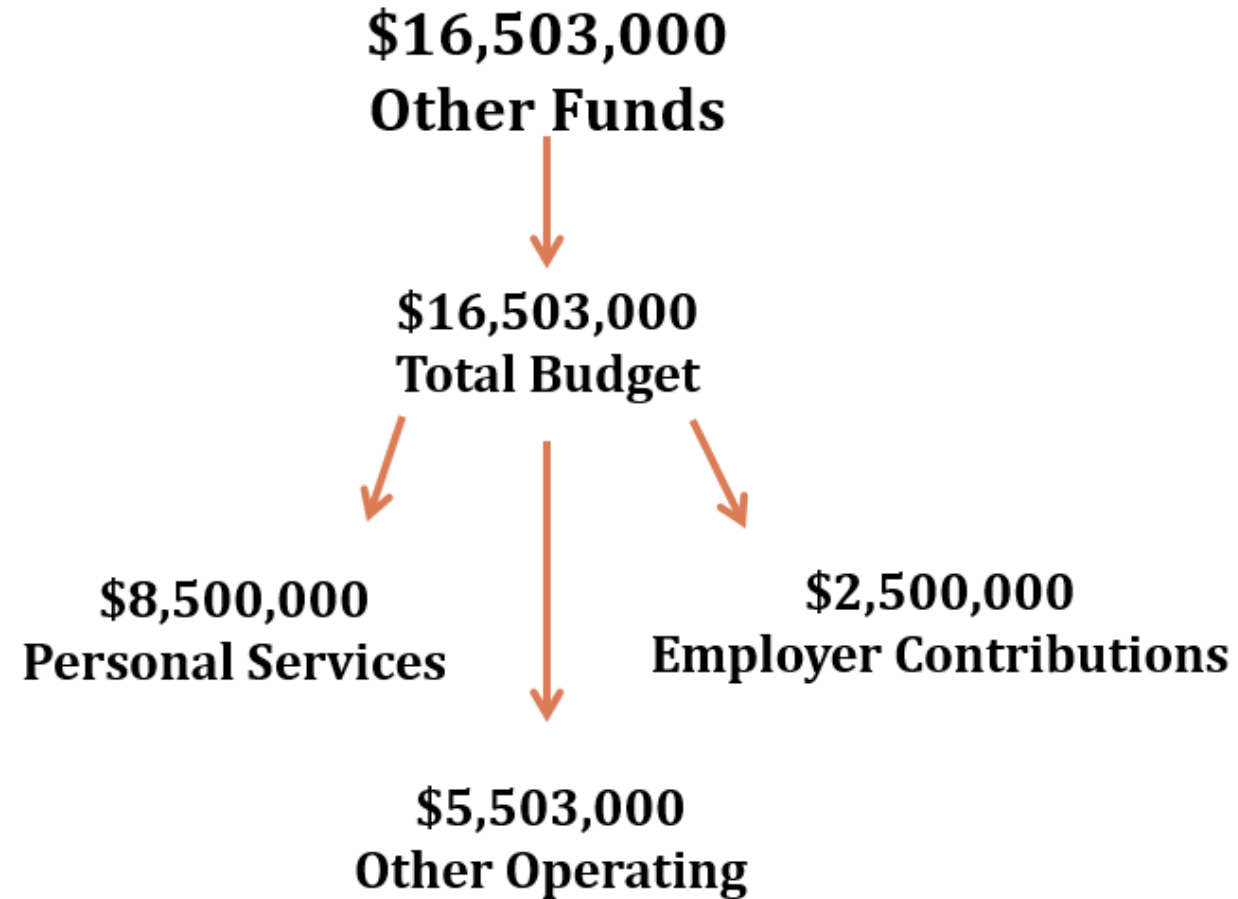 $16,503,000
Other Funds
$16,503,000
Total Budget
$8,500,000
Personal Services
$2,500,000
Employer Contributions
$5,503,000
Other Operating